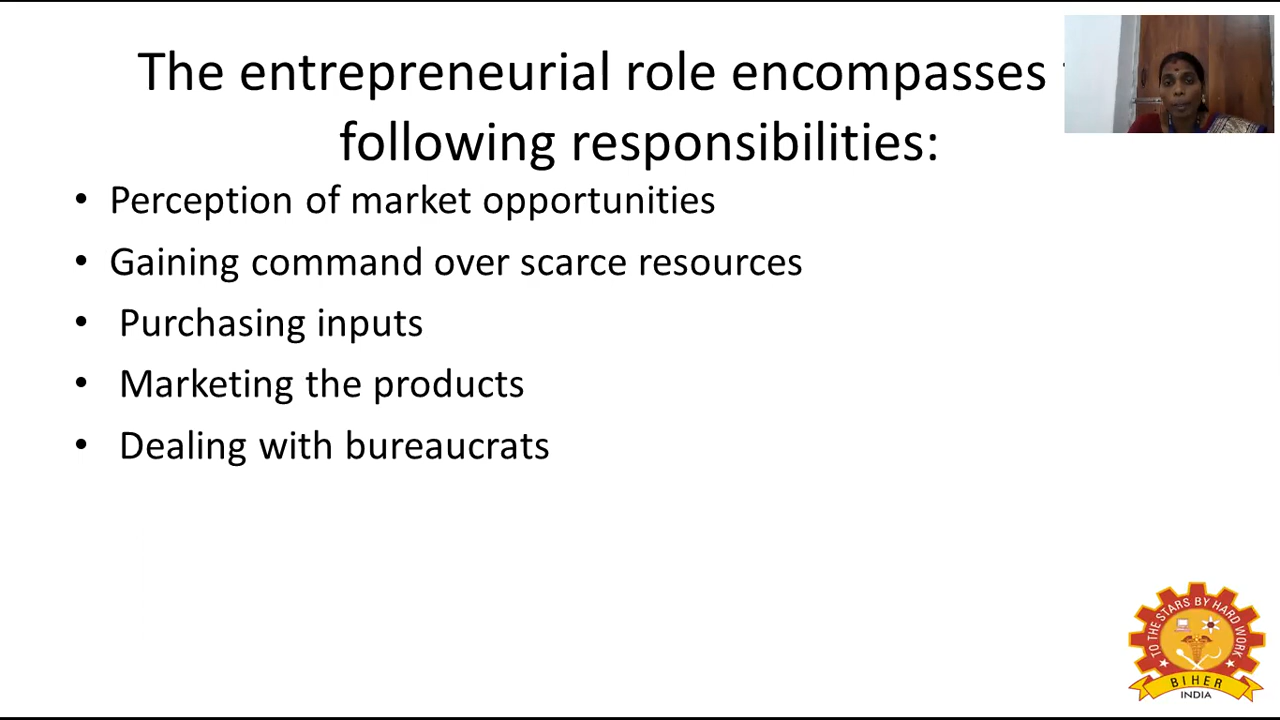 The entrepreneurial role encompasses
following responsibilities:
• Perception of market opportunities
• Gaining command over scarce resources
• Purchasing inputs
• Marketing the products
• Dealing with bureaucrats
TO THE STARS BY HARD WORK
BIHER
INDIA